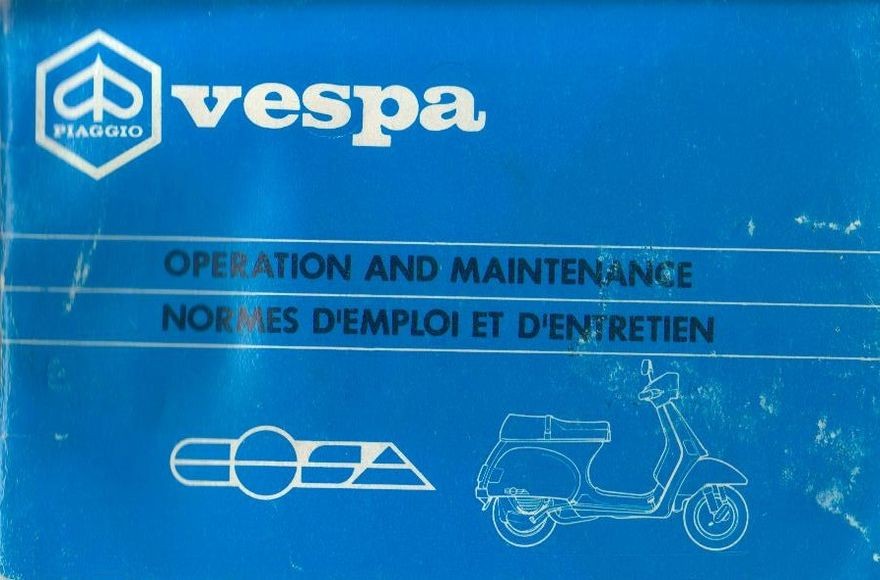 PIAGGIO
vespa
OPERATION AND MAINTENANCE
NORMES D'EMPLOI ET D'ENTRETIEN
COSA